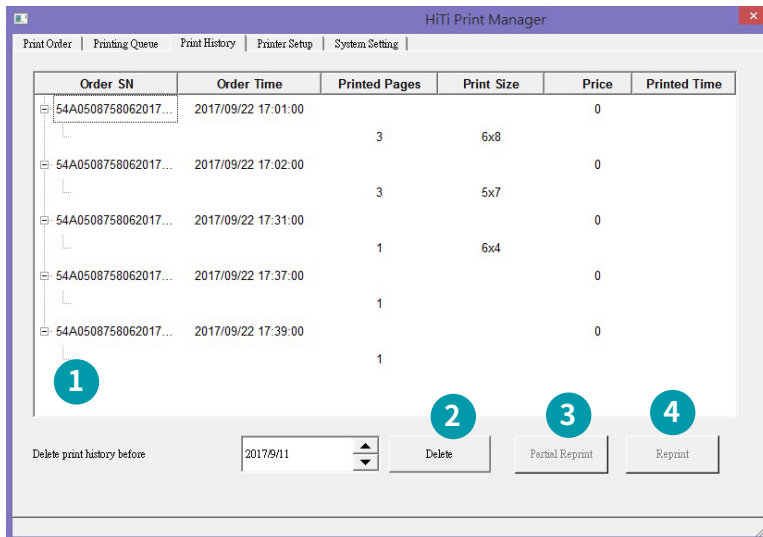 HiTi Print Manager
×
Print Order | Printing Queue | Print History | Printer Setup | System Setting |
Order SN Order Time Printed Pages Print Size Price Printed Time
54A0508758062017... 2017/09/22 17:01:00 0
3 6x8
54A0508758062017... 2017/09/22 17:02:00 0
3 5x7
54A0508758062017... 2017/09/22 17:31:00 0
1 6x4
54A0508758062017... 2017/09/22 17:37:00 0
1
54A0508758062017... 2017/09/22 17:39:00 0
1
1
2 3 4
Delete print history before 2017/9/11 Delete Partial Reprint Reprint